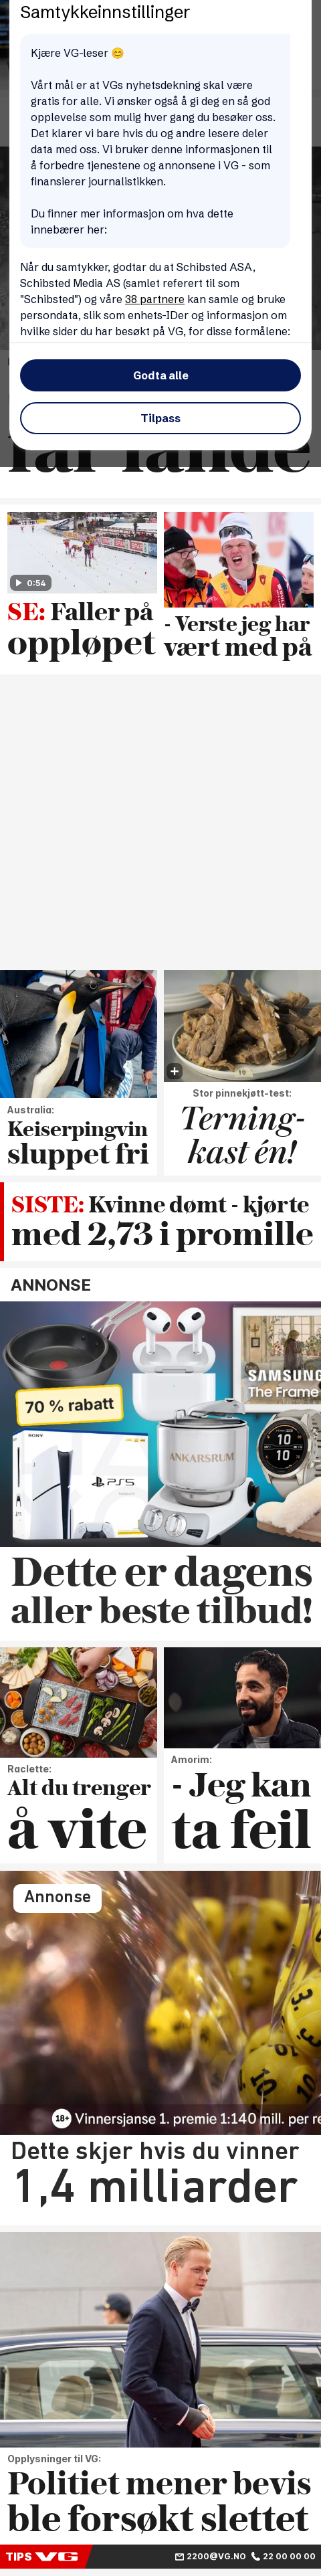 Samtykkeinnstillinger
Kjære VG-leser 😊
Vårt mål er at VGs nyhetsdekning skal være
gratis for alle. Vi ønsker også å gi deg en så god
opplevelse som mulig hver gang du besøker oss.
Det klarer vi bare hvis du og andre lesere deler
data med oss. Vi bruker denne informasjonen til
å forbedre tjenestene og annonsene i VG - som
finansierer journalistikken.
Du finner mer informasjon om hva dette
innebærer her:
Når du samtykker, godtar du at Schibsted ASA,
Schibsted Media AS (samlet referert til som
"Schibsted") og våre 38 partnere kan samle og bruke
persondata, slik som enhets-IDer og informasjon om
hvilke sider du har besøkt på VG, for disse formålene:
Godta alle
Tilpass
0:54
SE: Faller på
oppløpet
- Verste jeg har
vært med på
Australia:
Keiserpingvin
sluppet fri
Stor pinnekjøtt-test:
Terning-
kast én!
SISTE: Kvinne dømt - kjørte
med 2,73 i promille
ANNONSE
SAMSUNG
The Frame
70 % rabatt
SONY
PS5
ANKARSRUM
10
10
Dette er dagens
aller beste tilbud!
Raclette:
Alt du trenger
å vite
Amorim:
- Jeg kan
ta feil
Annonse
10
18+ Vinnersjanse 1. premie 1:140 mill. per re
Dette skjer hvis du vinner
1,4 milliarder
Opplysninger til VG:
Politiet mener bevis
ble forsøkt slettet
TIPS VG 2200@VG.NO 22 00 00 00